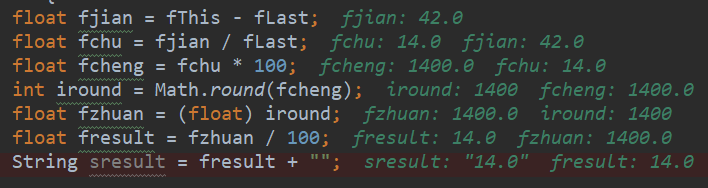 float fjian = fThis - fLast;  fjian: 42.0
float fchu = fjian / fLast;  fchu: 14.0  fjian: 42.0
float fcheng = fchu * 100;  fcheng: 1400.0  fchu: 14.0
int iround = Math.round(fcheng);  iround: 1400  fcheng: 1400.0
float fzhuan = (float) iround;  fzhuan: 1400.0  iround: 1400
float fresult = fzhuan / 100;  fresult: 14.0  fzhuan: 1400.0
String sresult = fresult + "";  sresult: "14.0"  fresult: 14.0